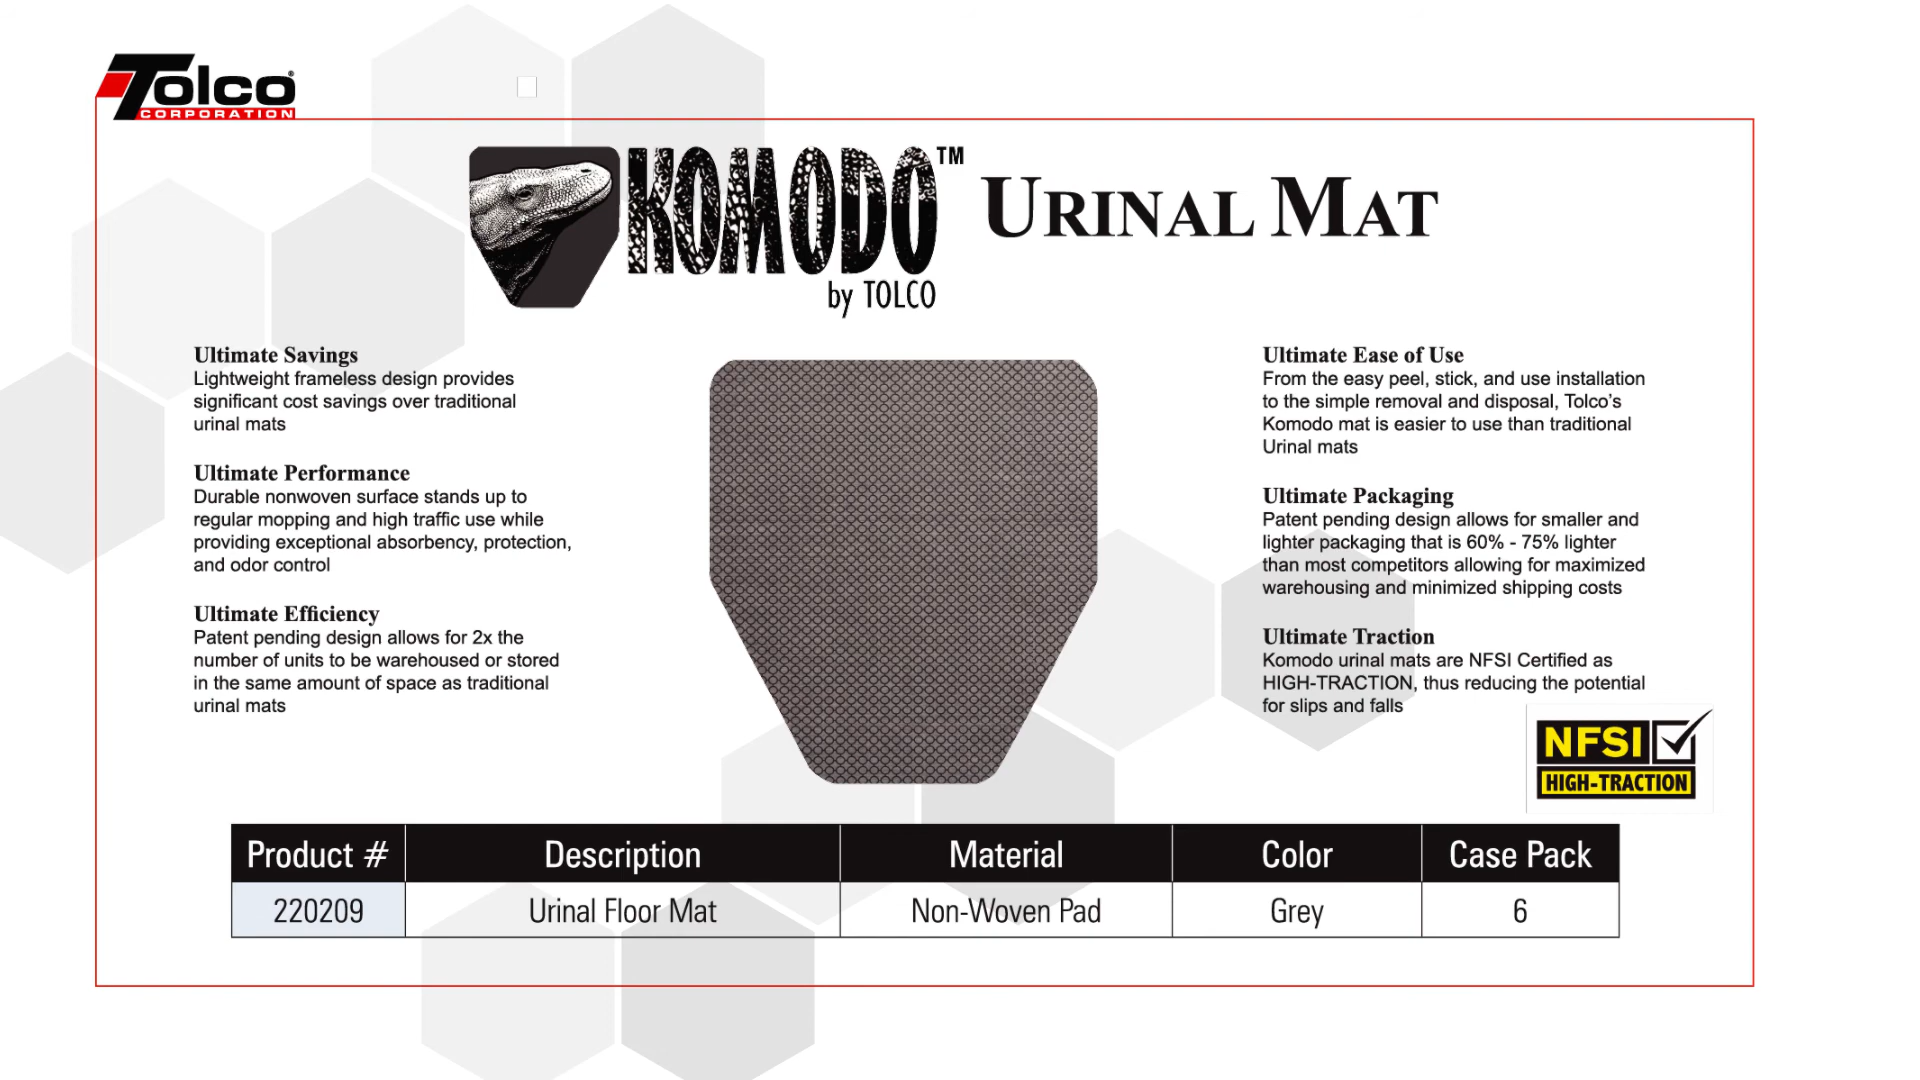 Tolco®
CORPORATION
KOMODO™
by TOLCO
URINAL MAT
Ultimate Savings
Lightweight frameless design provides
significant cost savings over traditional
urinal mats
Ultimate Performance
Durable nonwoven surface stands up to
regular mopping and high traffic use while
providing exceptional absorbency, protection,
and odor control
Ultimate Efficiency
Patent pending design allows for 2x the
number of units to be warehoused or stored
in the same amount of space as traditional
urinal mats
Ultimate Ease of Use
From the easy peel, stick, and use installation
to the simple removal and disposal, Tolco’s
Komodo mat is easier to use than traditional
Urinal mats
Ultimate Packaging
Patent pending design allows for smaller and
lighter packaging that is 60% - 75% lighter
than most competitors allowing for maximized
warehousing and minimized shipping costs
Ultimate Traction
Komodo urinal mats are NFSI Certified as
HIGH-TRACTION, thus reducing the potential
for slips and falls
NFSI
HIGH-TRACTION
Product # Description Material Color Case Pack
220209 Urinal Floor Mat Non-Woven Pad Grey 6